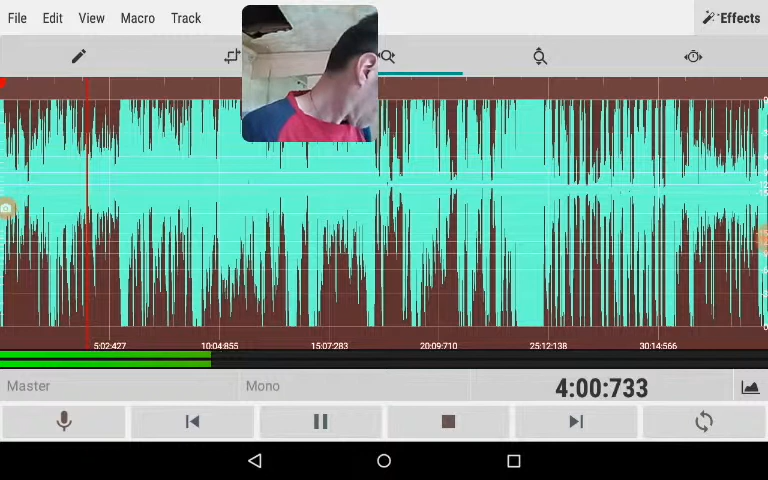 File Edit View Macro Track Effects
5:02:427 10:04:855 15:07:283 20:09:710 25:12:138 30:14:566
Master Mono 4:00:733